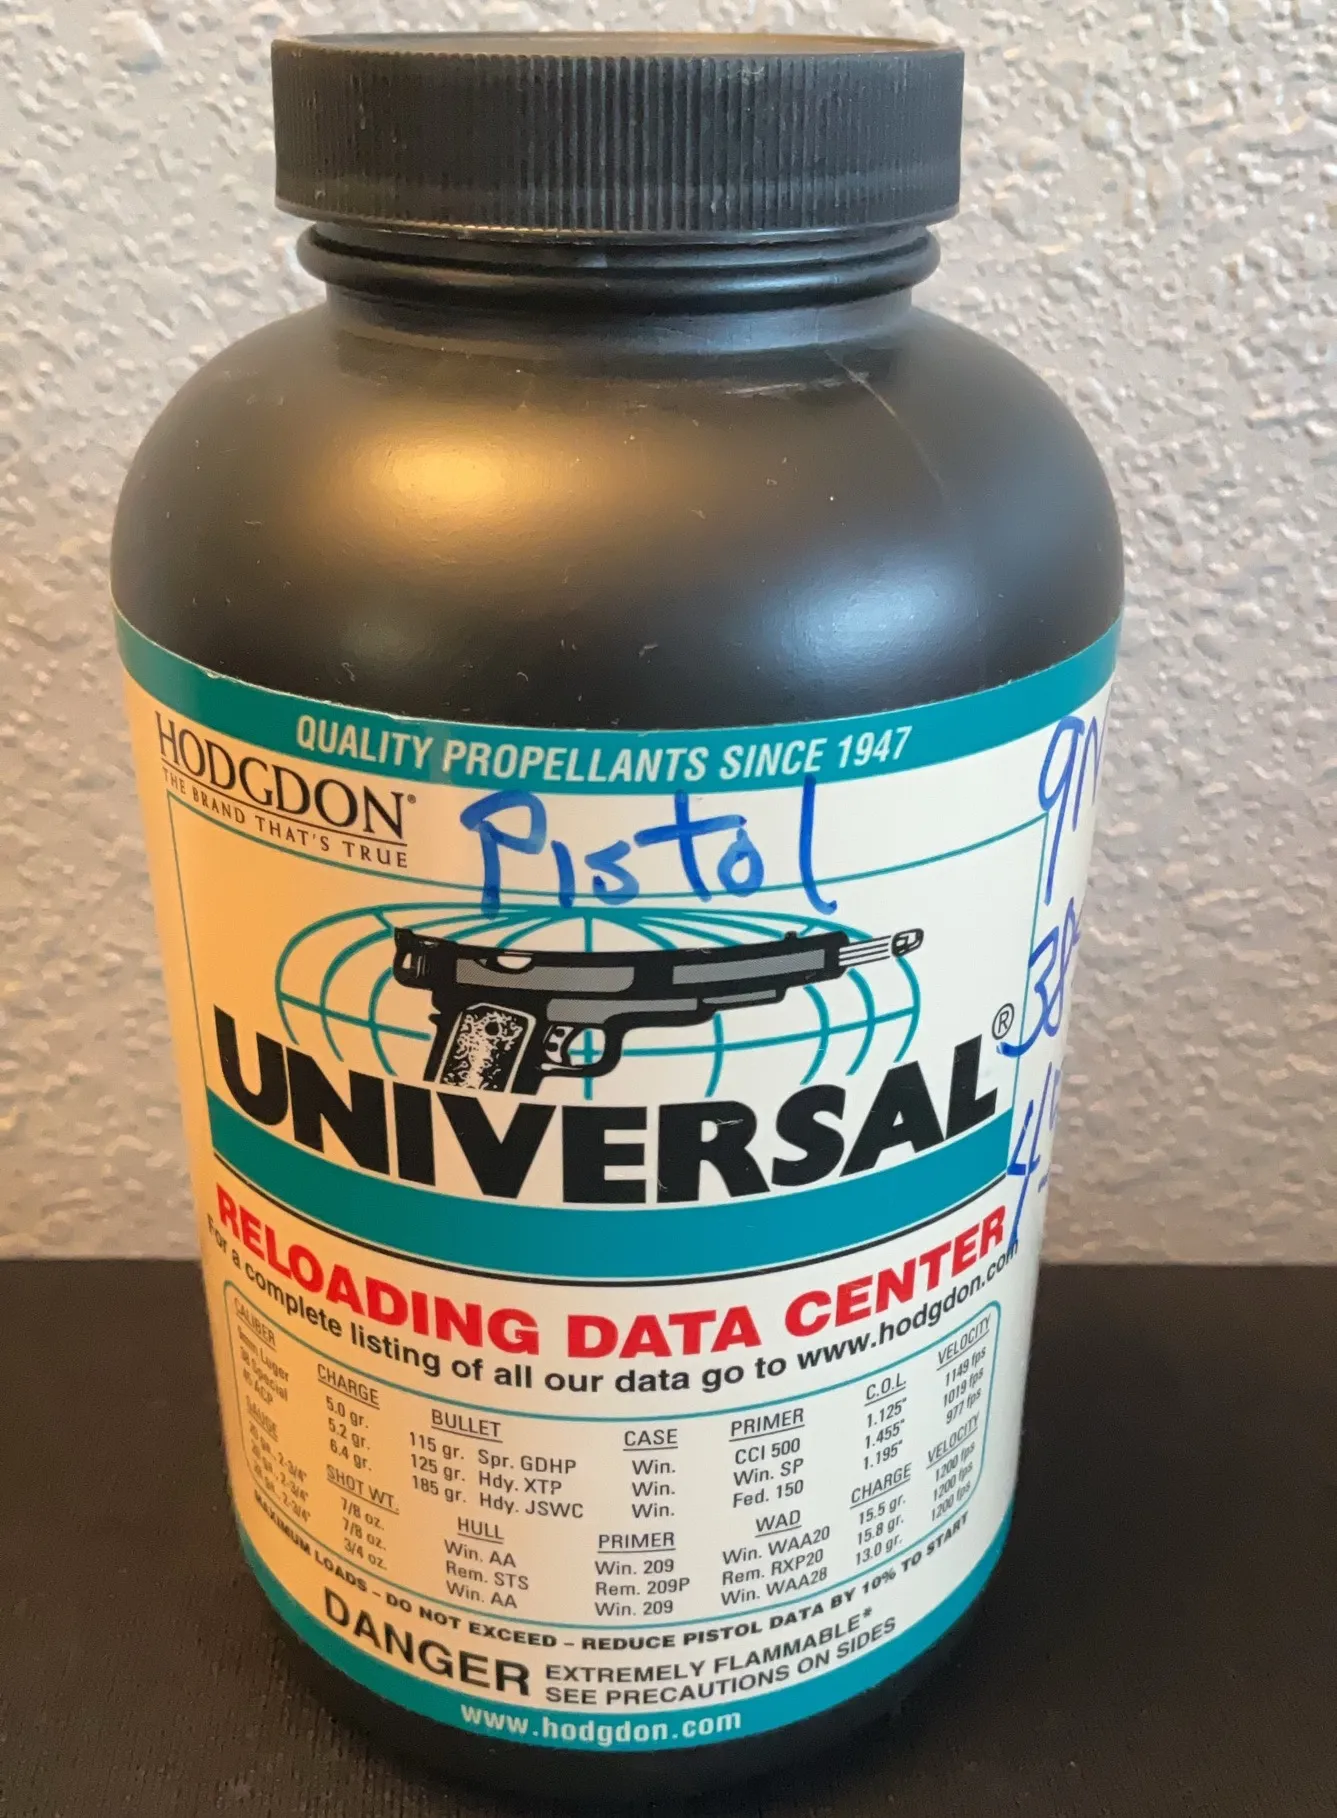 QUALITY PROPELLANTS SINCE 1947
HODGDON®
THE BRAND THAT'S TRUE
Pistol
UNIVERSAL®
RELOADING DATA CENTER
For a complete listing of all our data go to www.hodgdon.com
CALIBER CHARGE BULLET CASE PRIMER C.O.L. VELOCITY
9mm Luger 5.0 gr. 115 gr. Spr. GDHP Win. CCI 500 1.125" 1149 fps
38 Special 5.2 gr. 125 gr. Hdy. XTP Win. Win. SP 1.455" 1019 fps
45 ACP 6.4 gr. 185 gr. Hdy. JSWC Win. Fed. 150 1.195" 977 fps
GAUGE SHOT WT. HULL PRIMER WAD CHARGE VELOCITY
7/8 oz. Win. AA Win. 209 Win. WAA20 15.5 gr. 1200 fps
7/8 oz. Rem. STS Rem. 209P Rem. RXP20 15.8 gr. 1200 fps
3/4 oz. Win. AA Win. 209 Win. WAA28 13.0 gr. 1200 fps
MAXIMUM LOADS – DO NOT EXCEED – REDUCE PISTOL DATA BY 10% TO START
DANGER EXTREMELY FLAMMABLE*
SEE PRECAUTIONS ON SIDES
www.hodgdon.com